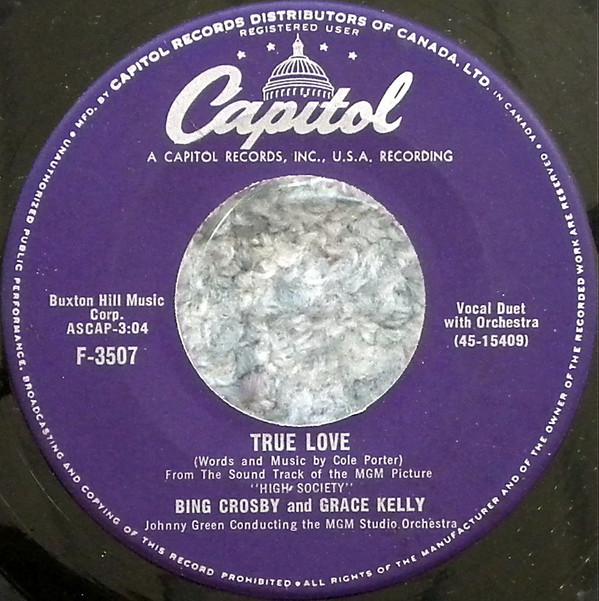 MFD. BY CAPITOL RECORDS DISTRIBUTORS OF CANADA, LTD. IN CANADA • UNAUTHORIZED PUBLIC PERFORMANCE, BROADCASTING AND COPYING OF THIS RECORD PROHIBITED • ALL RIGHTS OF THE MANUFACTURER AND OF THE OWNER OF THE RECORDED WORK ARE RESERVED •
REGISTERED USER
Capitol
A CAPITOL RECORDS, INC., U.S.A. RECORDING
Buxton Hill Music
Corp.
ASCAP-3:04
F-3507
Vocal Duet
with Orchestra
(45-15409)
TRUE LOVE
(Words and Music by Cole Porter)
From The Sound Track of the MGM Picture
"HIGH SOCIETY"
BING CROSBY and GRACE KELLY
Johnny Green Conducting the MGM Studio Orchestra